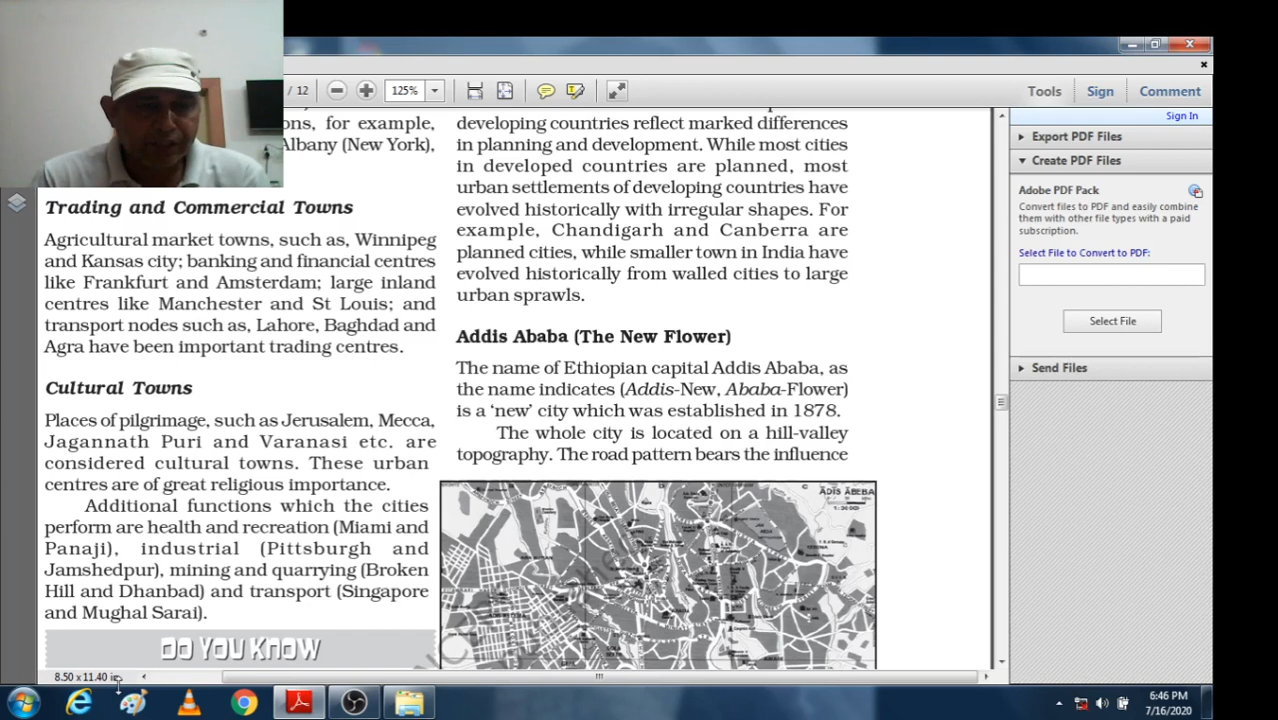 / 12
125%
Tools
Sign
Comment
Sign In
Export PDF Files
Create PDF Files
Adobe PDF Pack
Convert files to PDF and easily combine
them with other file types with a paid
subscription.
Select File to Convert to PDF:
Select File
Send Files
ons, for example,
Albany (New York),
Trading and Commercial Towns
Agricultural market towns, such as, Winnipeg
and Kansas city; banking and financial centres
like Frankfurt and Amsterdam; large inland
centres like Manchester and St Louis; and
transport nodes such as, Lahore, Baghdad and
Agra have been important trading centres.
Cultural Towns
Places of pilgrimage, such as Jerusalem, Mecca,
Jagannath Puri and Varanasi etc. are
considered cultural towns. These urban
centres are of great religious importance.
Additional functions which the cities
perform are health and recreation (Miami and
Panaji), industrial (Pittsburgh and
Jamshedpur), mining and quarrying (Broken
Hill and Dhanbad) and transport (Singapore
and Mughal Sarai).
DO YOU KNOW
developing countries reflect marked differences
in planning and development. While most cities
in developed countries are planned, most
urban settlements of developing countries have
evolved historically with irregular shapes. For
example, Chandigarh and Canberra are
planned cities, while smaller town in India have
evolved historically from walled cities to large
urban sprawls.
Addis Ababa (The New Flower)
The name of Ethiopian capital Addis Ababa, as
the name indicates (Addis-New, Ababa-Flower)
is a ‘new’ city which was established in 1878.
The whole city is located on a hill-valley
topography. The road pattern bears the influence
ADIS ABEBA
8.50 x 11.40 in
6:46 PM
7/16/2020